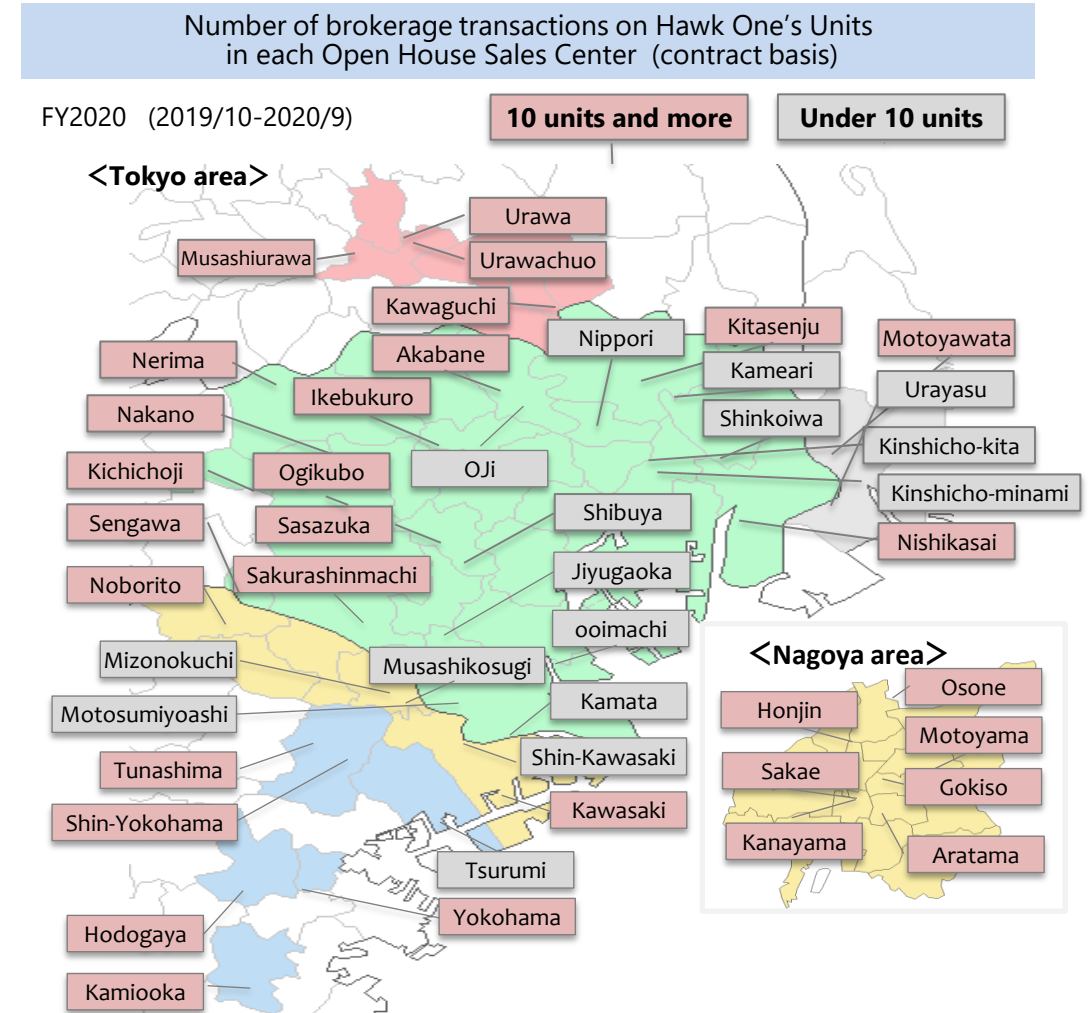 Number of brokerage transactions on Hawk One's Units
in each Open House Sales Center (contract basis)
FY2020 (2019/10-2020/9)
10 units and more
Under 10 units
<Tokyo area>
Urawa
Musashiurawa
Urawachuo
Kawaguchi
Nippori
Kitasenju
Motoyawata
Nerima
Akabane
Kameari
Urayasu
Ikebukuro
Nakano
Shinkoiwa
Kinshicho-kita
Kichichoji
Ogikubo
OJi
Kinshicho-minami
Sengawa
Sasazuka
Shibuya
Nishikasai
Noborito
Sakurashinmachi
Jiyugaoka
ooimachi
Mizonokuchi
Musashikosugi
<Nagoya area>
Motosumiyoashi
Kamata
Osone
Honjin
Motoyama
Tunashima
Shin-Kawasaki
Sakae
Gokiso
Shin-Yokohama
Kawasaki
Kanayama
Aratama
Tsurumi
Yokohama
Hodogaya
Kamiooka